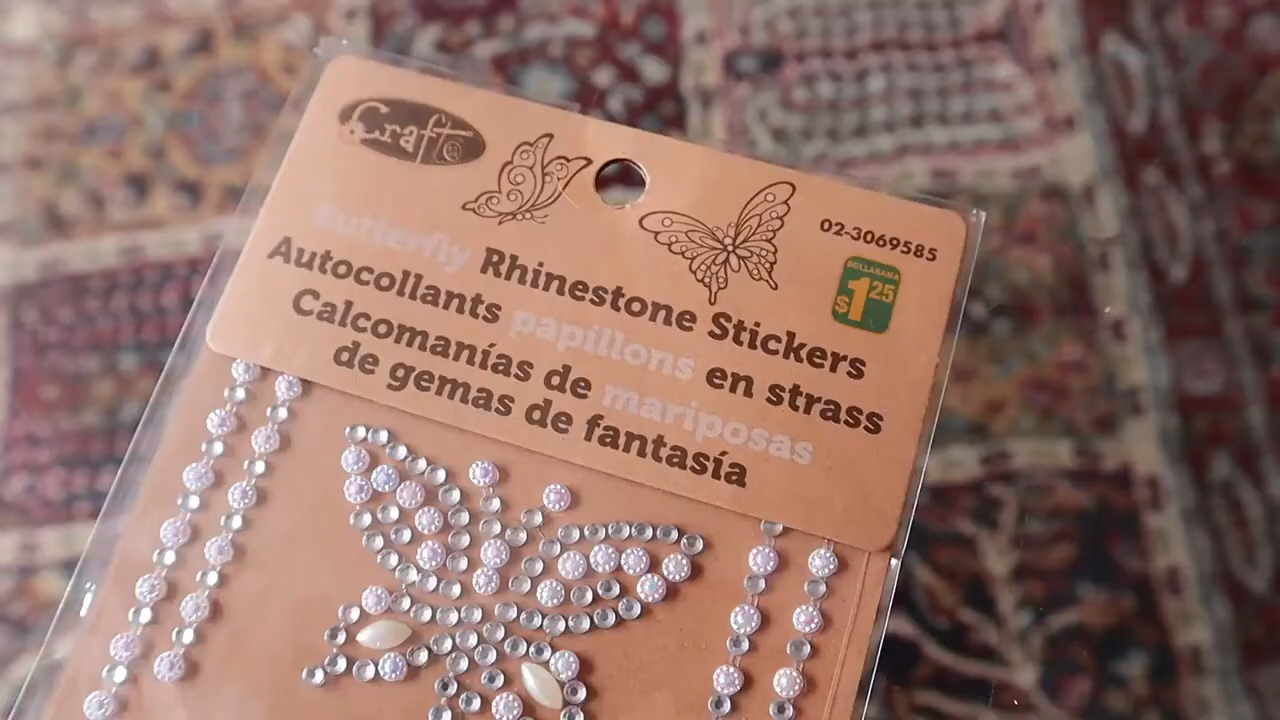 Crafts
02-3069585
DOLLARAMA
$1.25
Butterfly Rhinestone Stickers
Autocollants papillons en strass
Calcomanías de mariposas
de gemas de fantasía